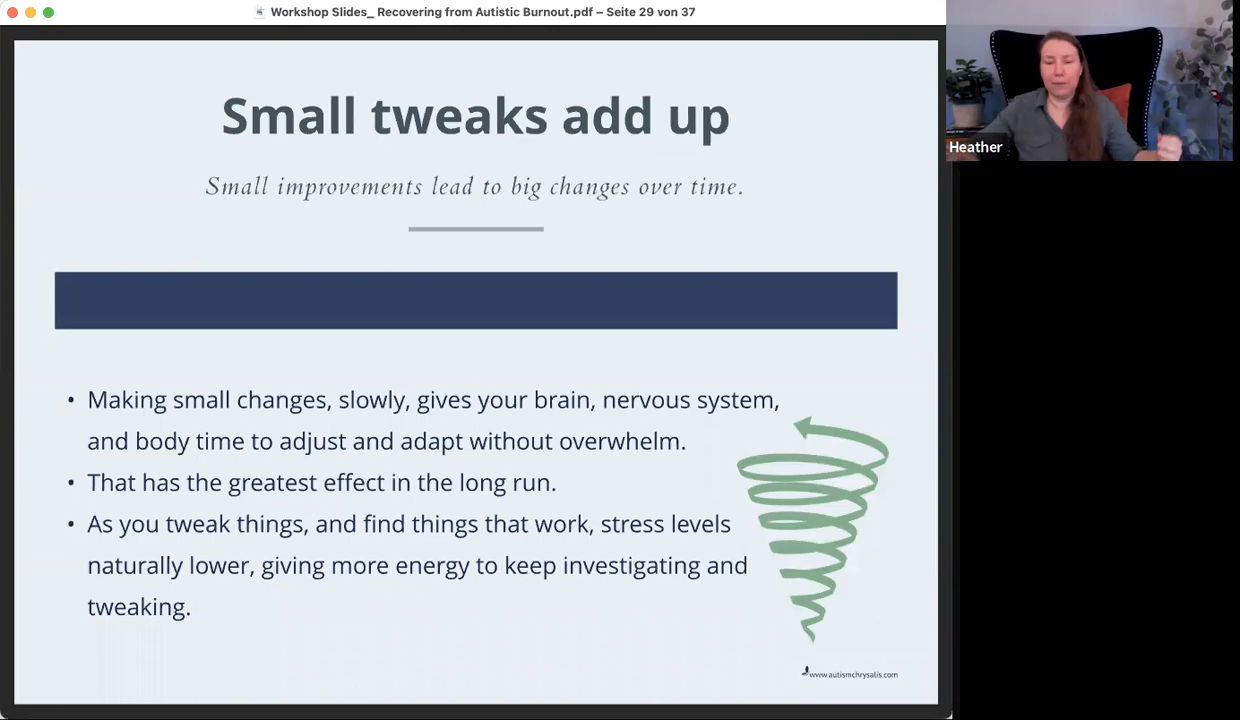 Workshop Slides_ Recovering from Autistic Burnout.pdf – Seite 29 von 37
Heather
Small tweaks add up
Small improvements lead to big changes over time.
• Making small changes, slowly, gives your brain, nervous system,
and body time to adjust and adapt without overwhelm.
• That has the greatest effect in the long run.
• As you tweak things, and find things that work, stress levels
naturally lower, giving more energy to keep investigating and
tweaking.
www.autismchrysalis.com